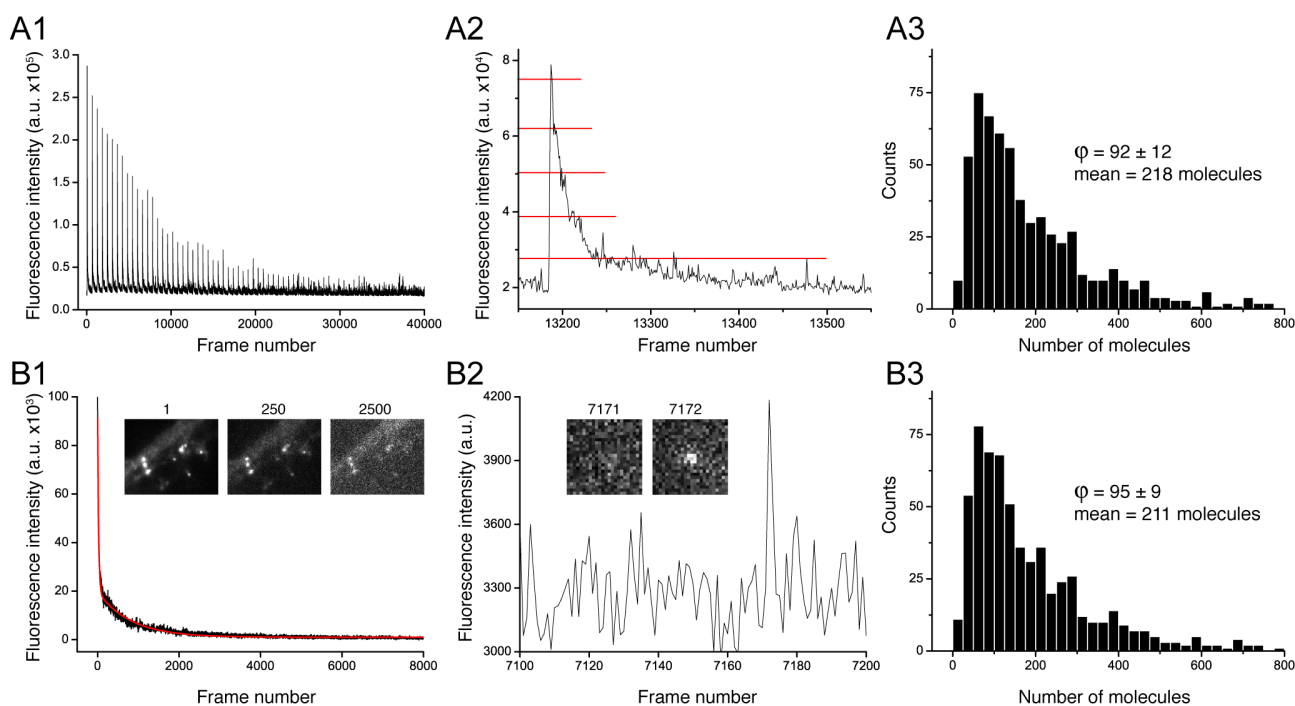 A1
Fluorescence intensity (a.u. x10⁵)
3.0
2.5
2.0
1.5
1.0
0.5
0.0
0 10000 20000 30000 40000
Frame number
A2
Fluorescence intensity (a.u. x10⁴)
8
6
4
2
13200 13300 13400 13500
Frame number
A3
Counts
75
50
25
0
φ = 92 ± 12
mean = 218 molecules
0 200 400 600 800
Number of molecules
B1
Fluorescence intensity (a.u. x10³)
100
80
60
40
20
0
1 250 2500
0 2000 4000 6000 8000
Frame number
B2
Fluorescence intensity (a.u.)
4200
3900
3600
3300
3000
7171 7172
7100 7120 7140 7160 7180 7200
Frame number
B3
Counts
75
50
25
0
φ = 95 ± 9
mean = 211 molecules
0 200 400 600 800
Number of molecules